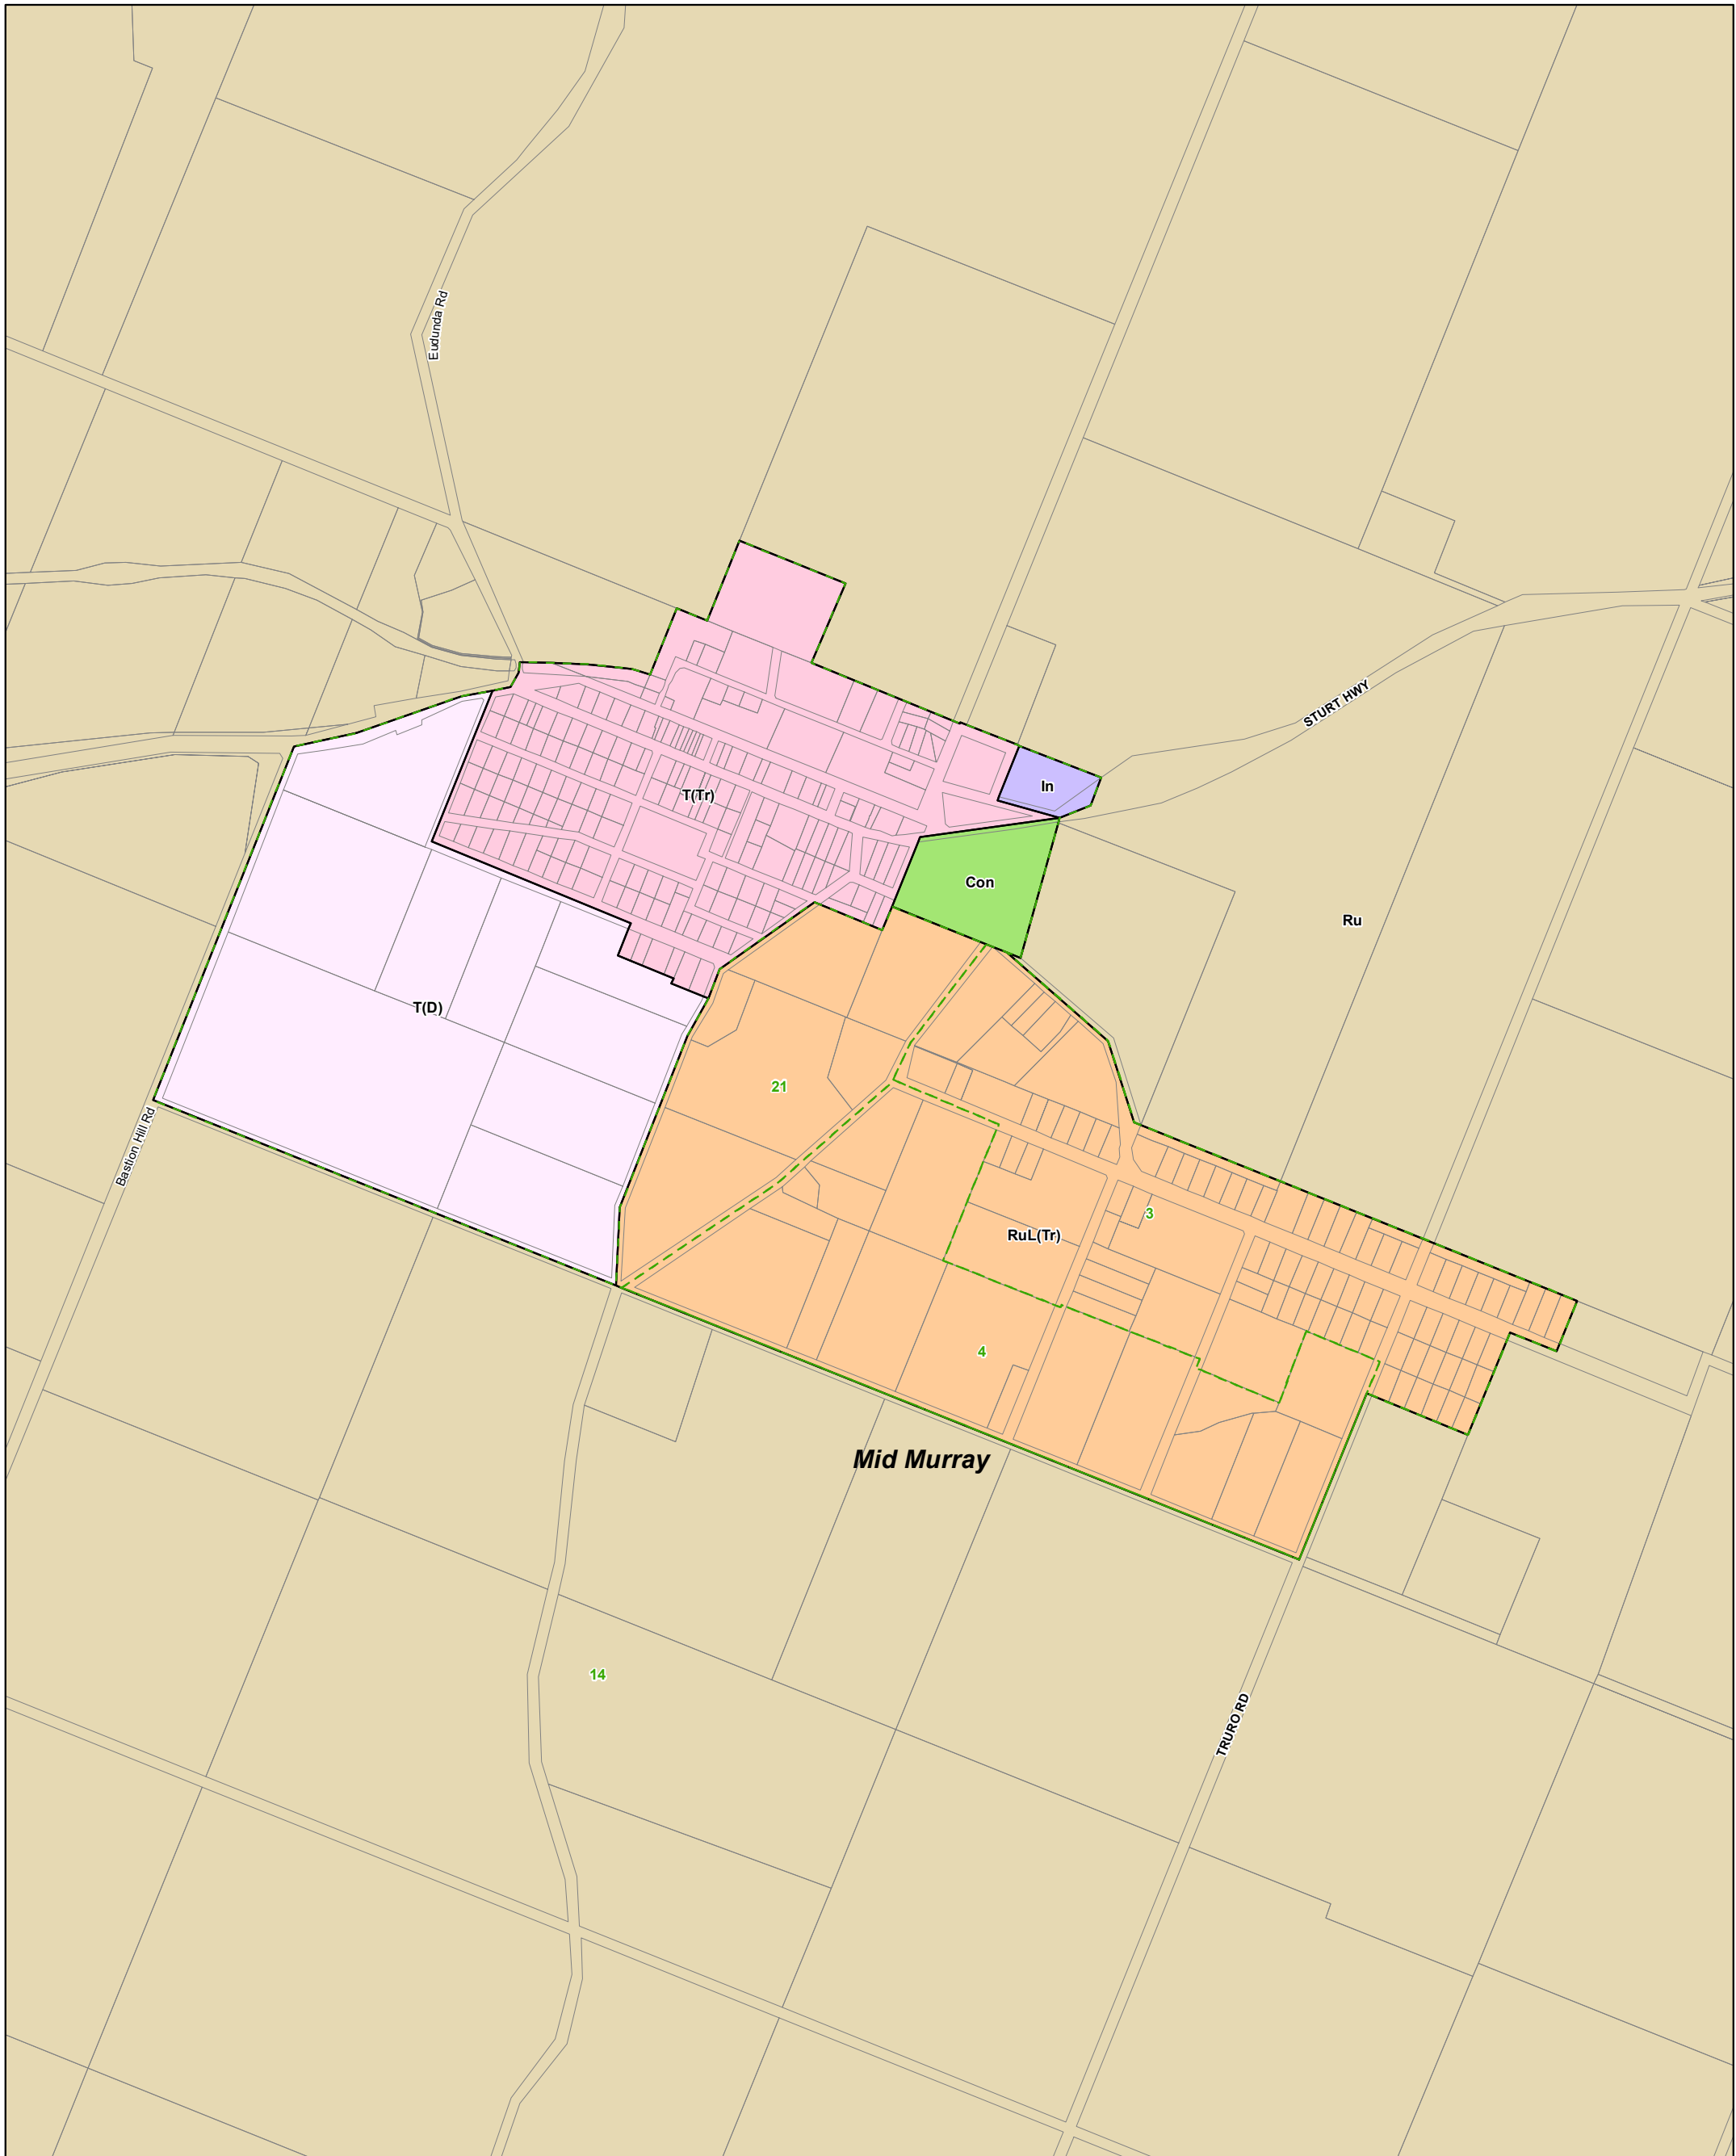 Eudunda Rd
STURT HWY
In
T(Tr)
Con
Ru
T(D)
21
Bastion Hill Rd
3
RuL(Tr)
4
Mid Murray
14
TRURO RD